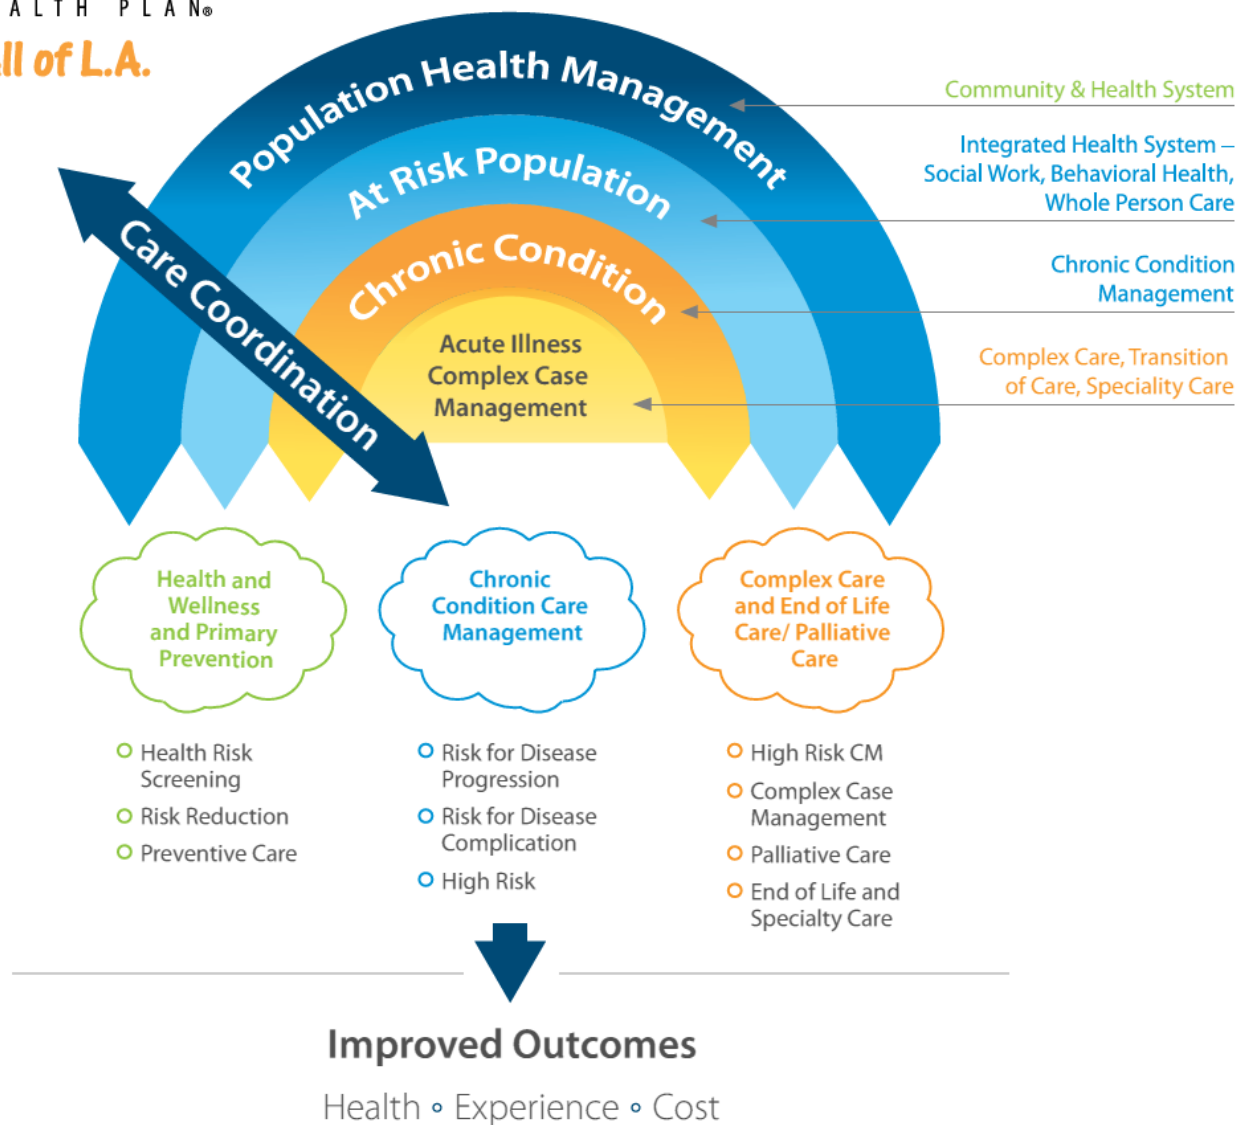 EALTH PLAN®
ll of L.A.
Population Health Management
At Risk Population
Chronic Condition
Acute Illness
Complex Case
Management
Care Coordination
Community & Health System
Integrated Health System –
Social Work, Behavioral Health,
Whole Person Care
Chronic Condition
Management
Complex Care, Transition
of Care, Speciality Care
Health and
Wellness
and Primary
Prevention
Health Risk
Screening
Risk Reduction
Preventive Care
Chronic
Condition Care
Management
Risk for Disease
Progression
Risk for Disease
Complication
High Risk
Complex Care
and End of Life
Care/ Palliative
Care
High Risk CM
Complex Case
Management
Palliative Care
End of Life and
Specialty Care
Improved Outcomes
Health ∘ Experience ∘ Cost